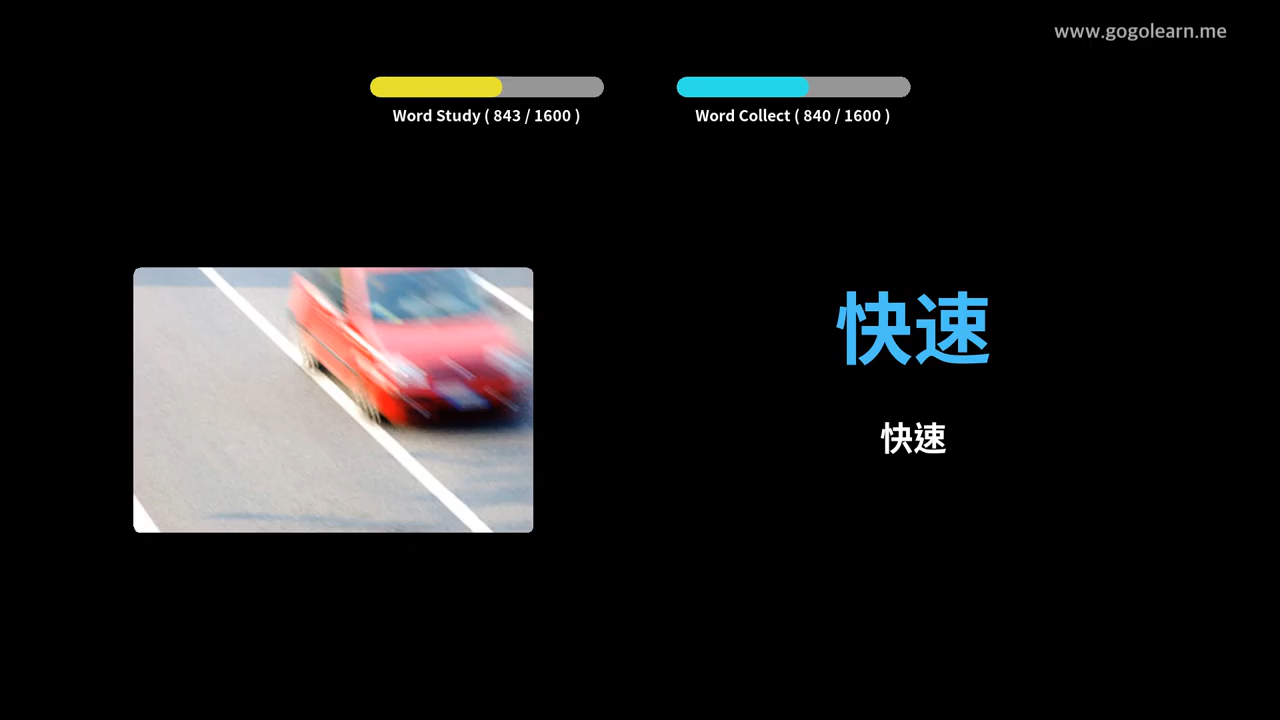 www.gogolearn.me
Word Study ( 843 / 1600 )
Word Collect ( 840 / 1600 )
快速
快速